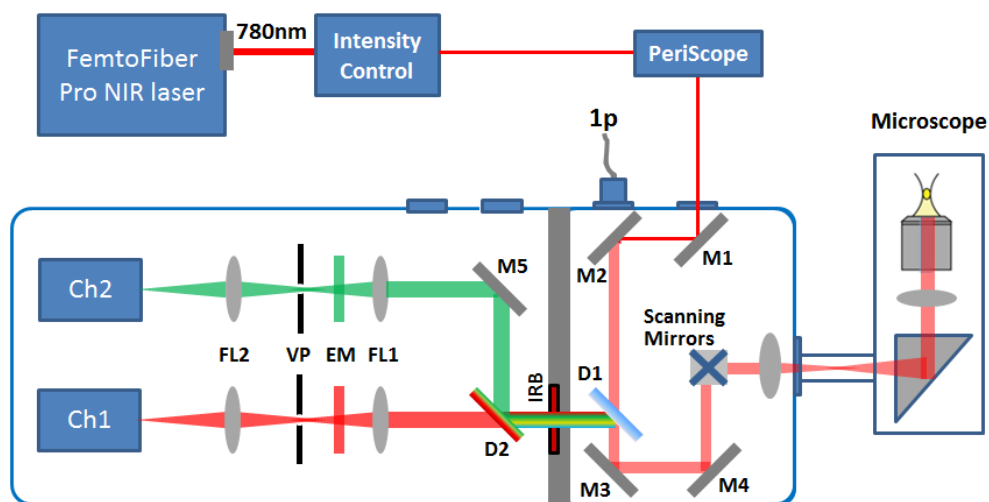 FemtoFiber
Pro NIR laser
780nm
Intensity
Control
PeriScope
1p
Microscope
M5
M2
M1
Ch2
Scanning
Mirrors
FL2
VP
EM
FL1
IRB
D1
Ch1
D2
M3
M4